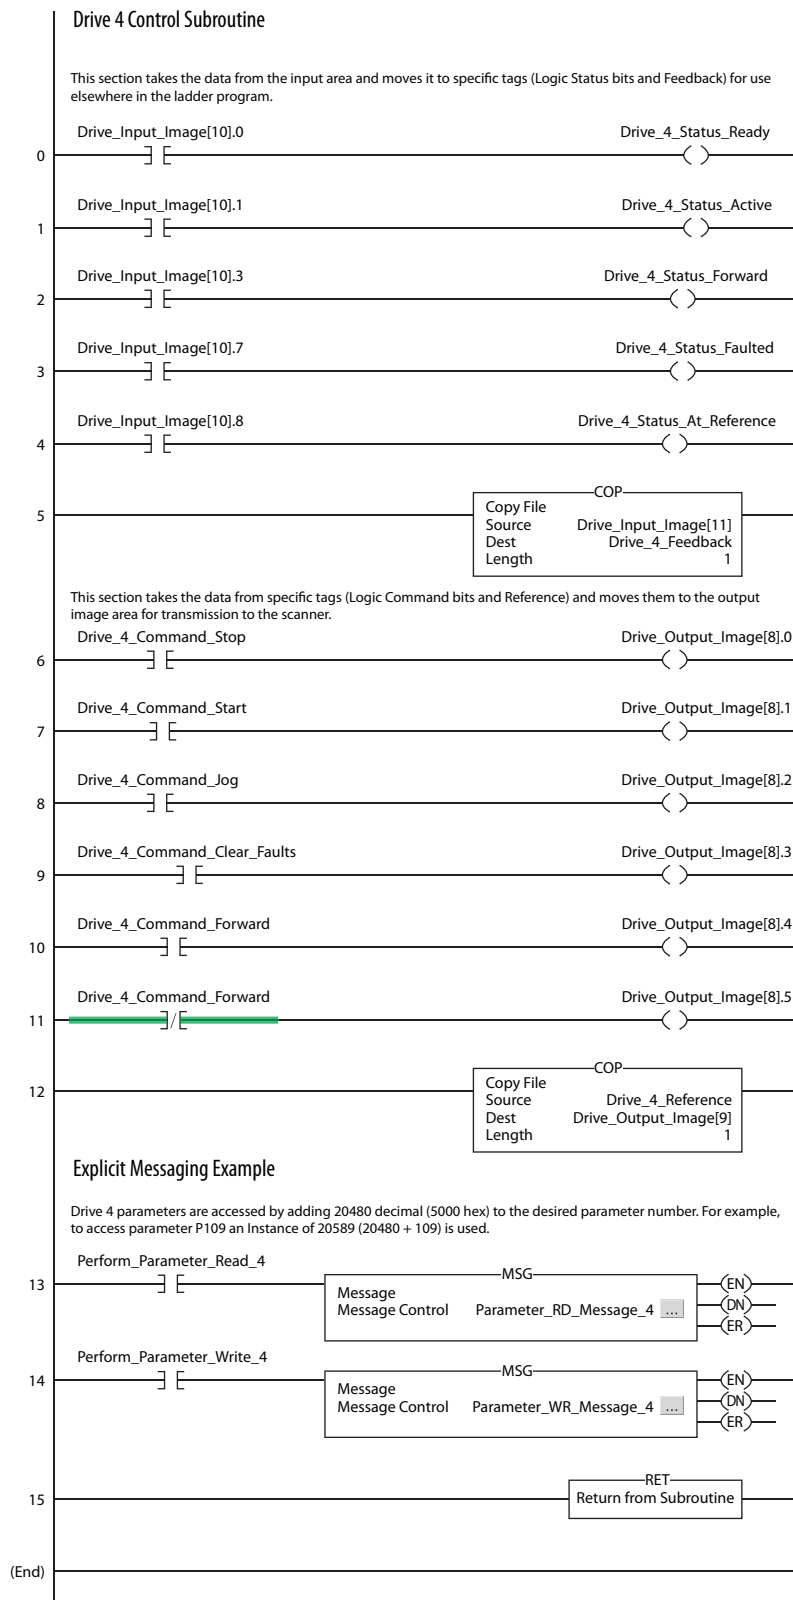 Drive 4 Control Subroutine
This section takes the data from the input area and moves it to specific tags (Logic Status bits and Feedback) for use
elsewhere in the ladder program.
Drive_Input_Image[10].0 Drive_4_Status_Ready
0
Drive_Input_Image[10].1 Drive_4_Status_Active
1
Drive_Input_Image[10].3 Drive_4_Status_Forward
2
Drive_Input_Image[10].7 Drive_4_Status_Faulted
3
Drive_Input_Image[10].8 Drive_4_Status_At_Reference
4
COP
5
Copy File
Source Drive_Input_Image[11]
Dest Drive_4_Feedback
Length 1
This section takes the data from specific tags (Logic Command bits and Reference) and moves them to the output
image area for transmission to the scanner.
Drive_4_Command_Stop Drive_Output_Image[8].0
6
Drive_4_Command_Start Drive_Output_Image[8].1
7
Drive_4_Command_Jog Drive_Output_Image[8].2
8
Drive_4_Command_Clear_Faults Drive_Output_Image[8].3
9
Drive_4_Command_Forward Drive_Output_Image[8].4
10
Drive_4_Command_Forward Drive_Output_Image[8].5
11
COP
12
Copy File
Source Drive_4_Reference
Dest Drive_Output_Image[9]
Length 1
Explicit Messaging Example
Drive 4 parameters are accessed by adding 20480 decimal (5000 hex) to the desired parameter number. For example,
to access parameter P109 an Instance of 20589 (20480 + 109) is used.
Perform_Parameter_Read_4
13
MSG
Message
Message Control Parameter_RD_Message_4 ...
EN
DN
ER
Perform_Parameter_Write_4
14
MSG
Message
Message Control Parameter_WR_Message_4 ...
EN
DN
ER
RET
15
Return from Subroutine
(End)